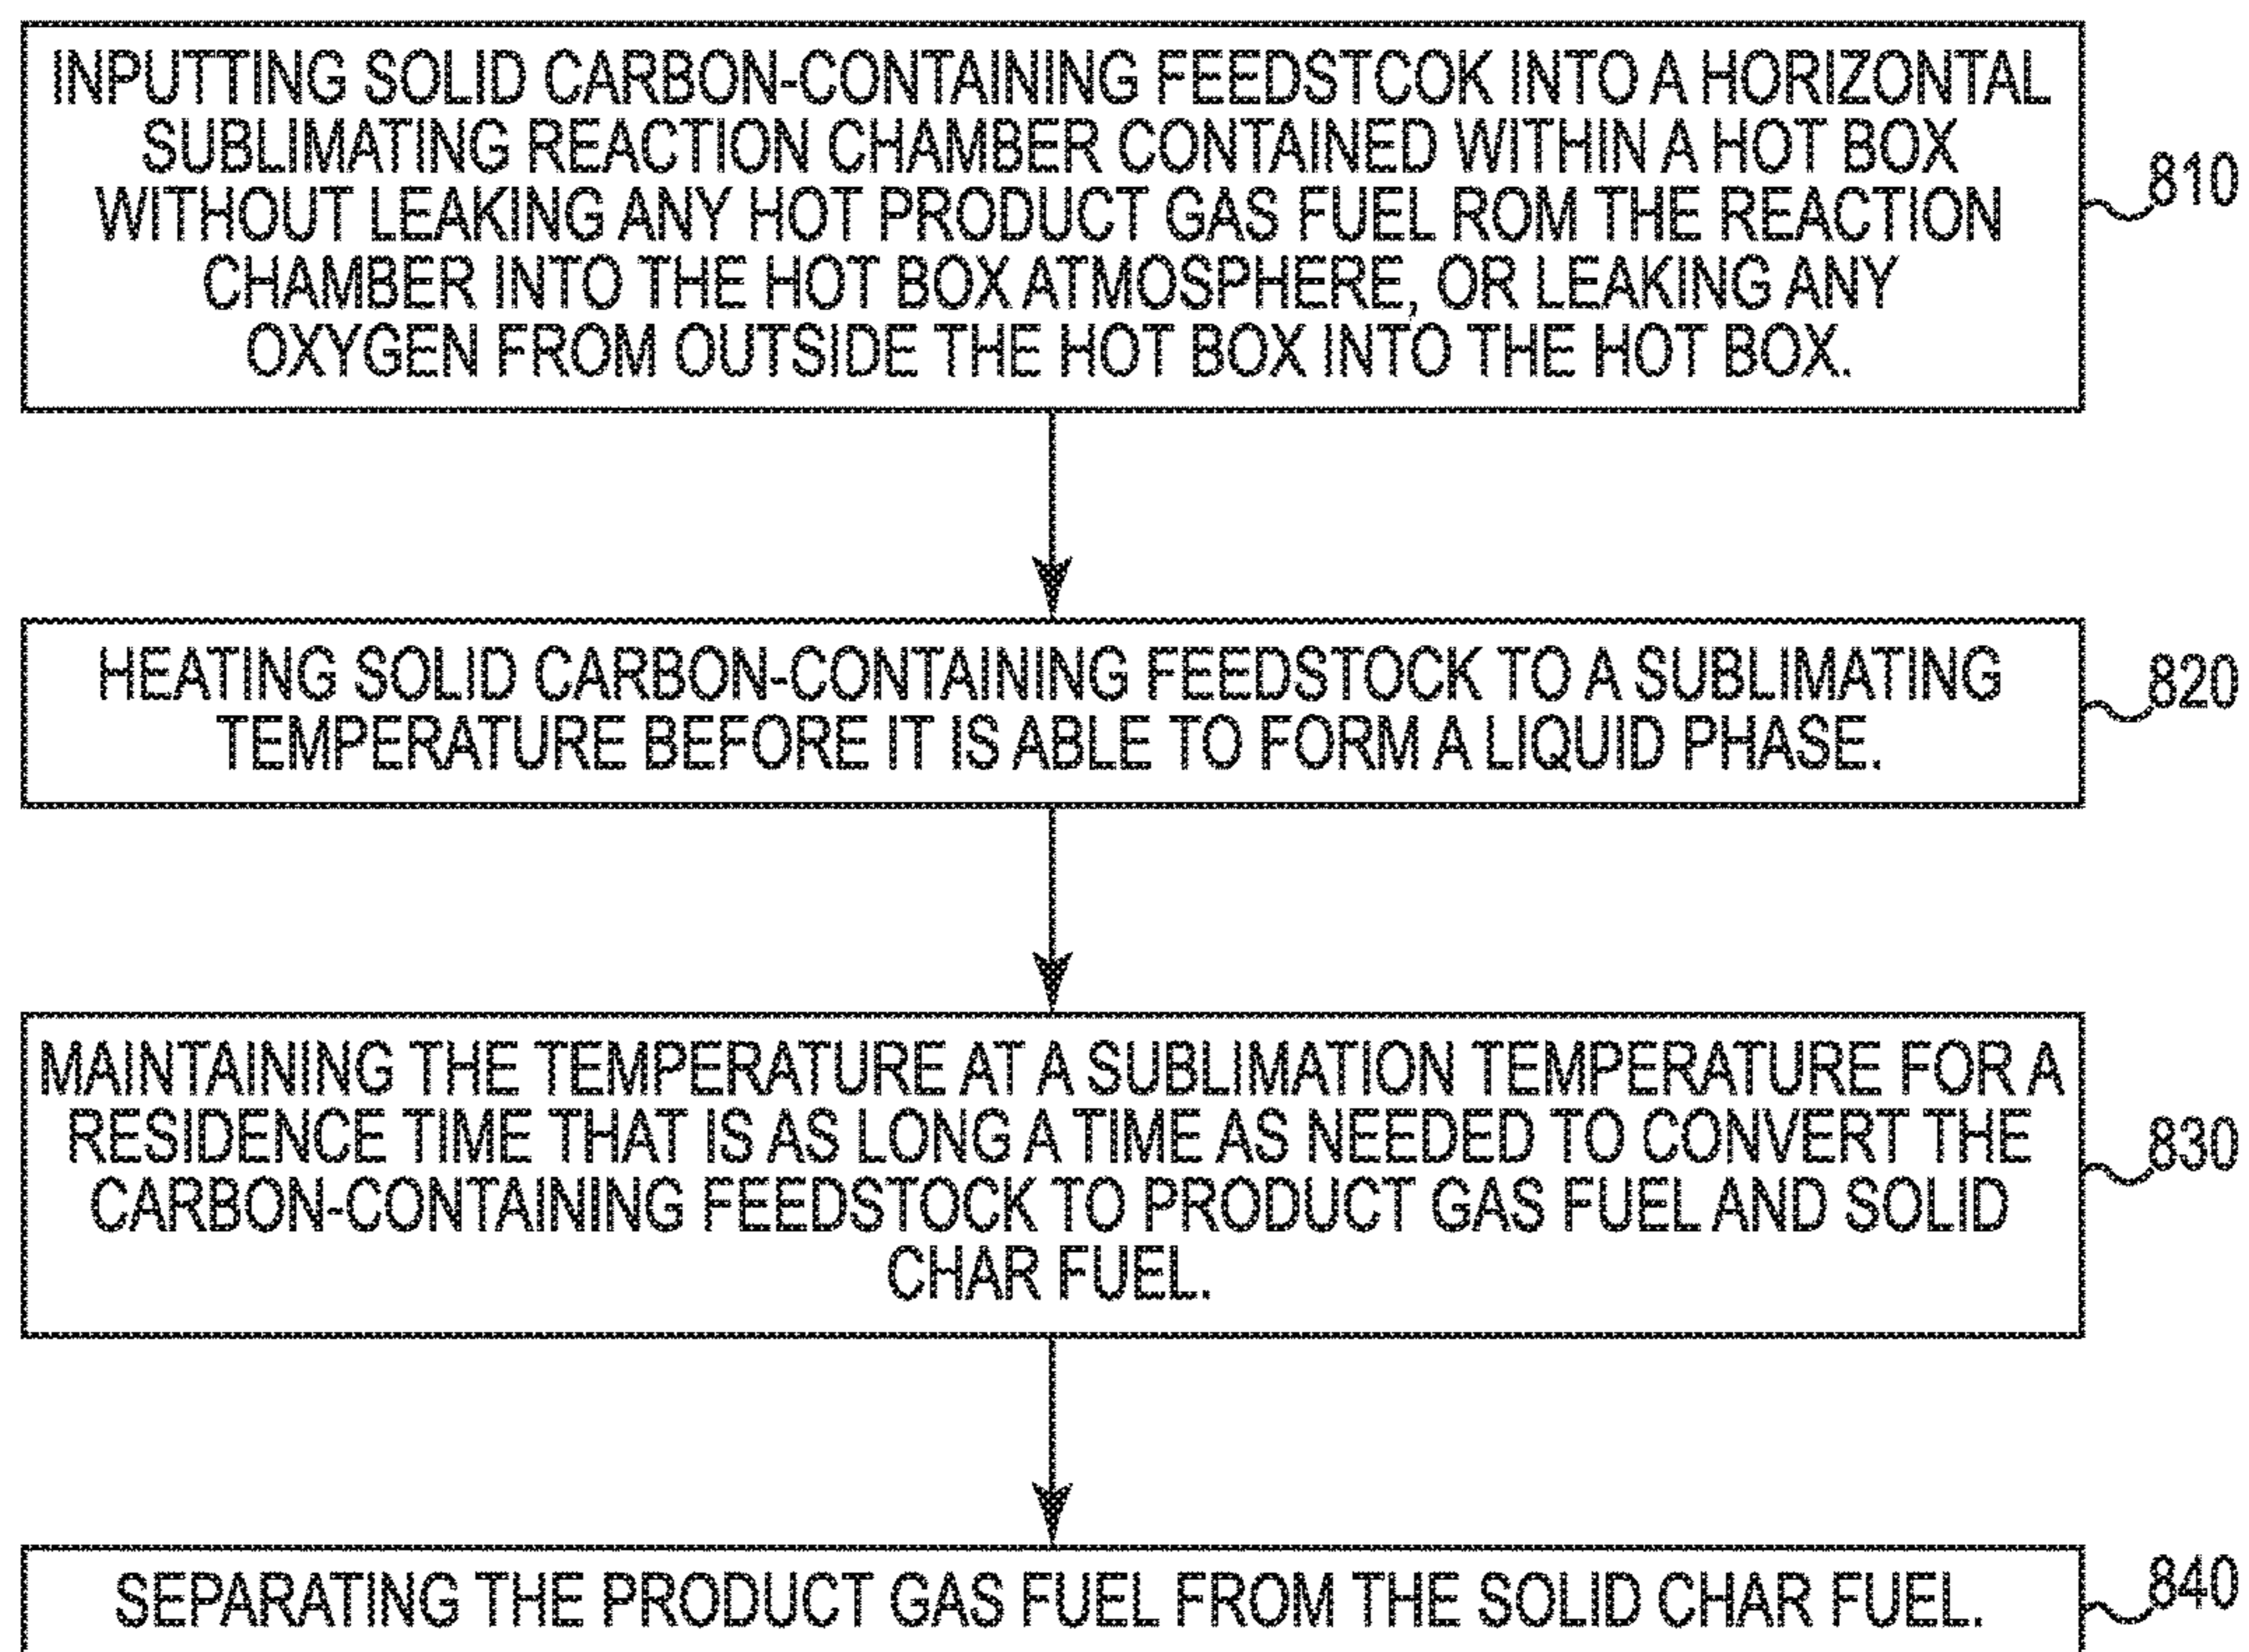 INPUTTING SOLID CARBON-CONTAINING FEEDSTCOK INTO A HORIZONTAL
SUBLIMATING REACTION CHAMBER CONTAINED WITHIN A HOT BOX
WITHOUT LEAKING ANY HOT PRODUCT GAS FUEL ROM THE REACTION
CHAMBER INTO THE HOT BOX ATMOSPHERE, OR LEAKING ANY
OXYGEN FROM OUTSIDE THE HOT BOX INTO THE HOT BOX.
810
HEATING SOLID CARBON-CONTAINING FEEDSTOCK TO A SUBLIMATING
TEMPERATURE BEFORE IT IS ABLE TO FORM A LIQUID PHASE.
820
MAINTAINING THE TEMPERATURE AT A SUBLIMATION TEMPERATURE FOR A
RESIDENCE TIME THAT IS AS LONG A TIME AS NEEDED TO CONVERT THE
CARBON-CONTAINING FEEDSTOCK TO PRODUCT GAS FUEL AND SOLID
CHAR FUEL.
830
SEPARATING THE PRODUCT GAS FUEL FROM THE SOLID CHAR FUEL.
840